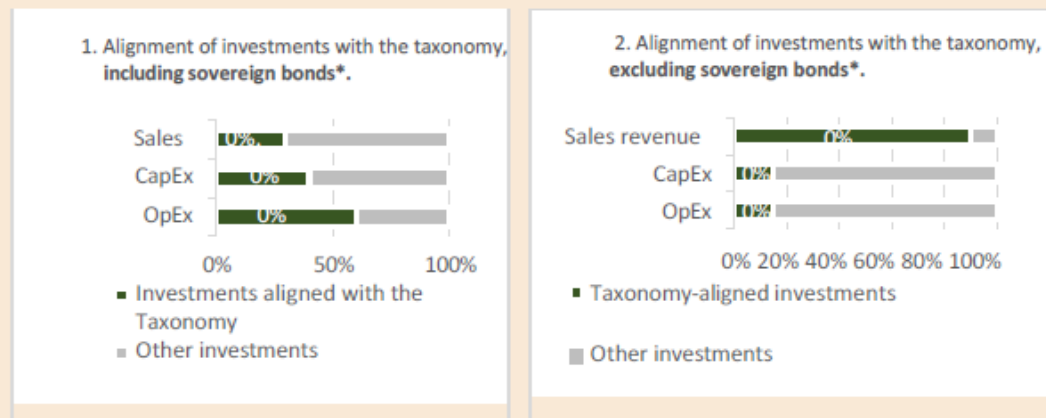 1. Alignment of investments with the taxonomy,
including sovereign bonds*.
Sales
0%.
CapEx
0%
OpEx
0%
0% 50% 100%
Investments aligned with the
Taxonomy
Other investments
2. Alignment of investments with the taxonomy,
excluding sovereign bonds*.
Sales revenue
0%
CapEx
0%
OpEx
0%
0% 20% 40% 60% 80% 100%
Taxonomy-aligned investments
Other investments